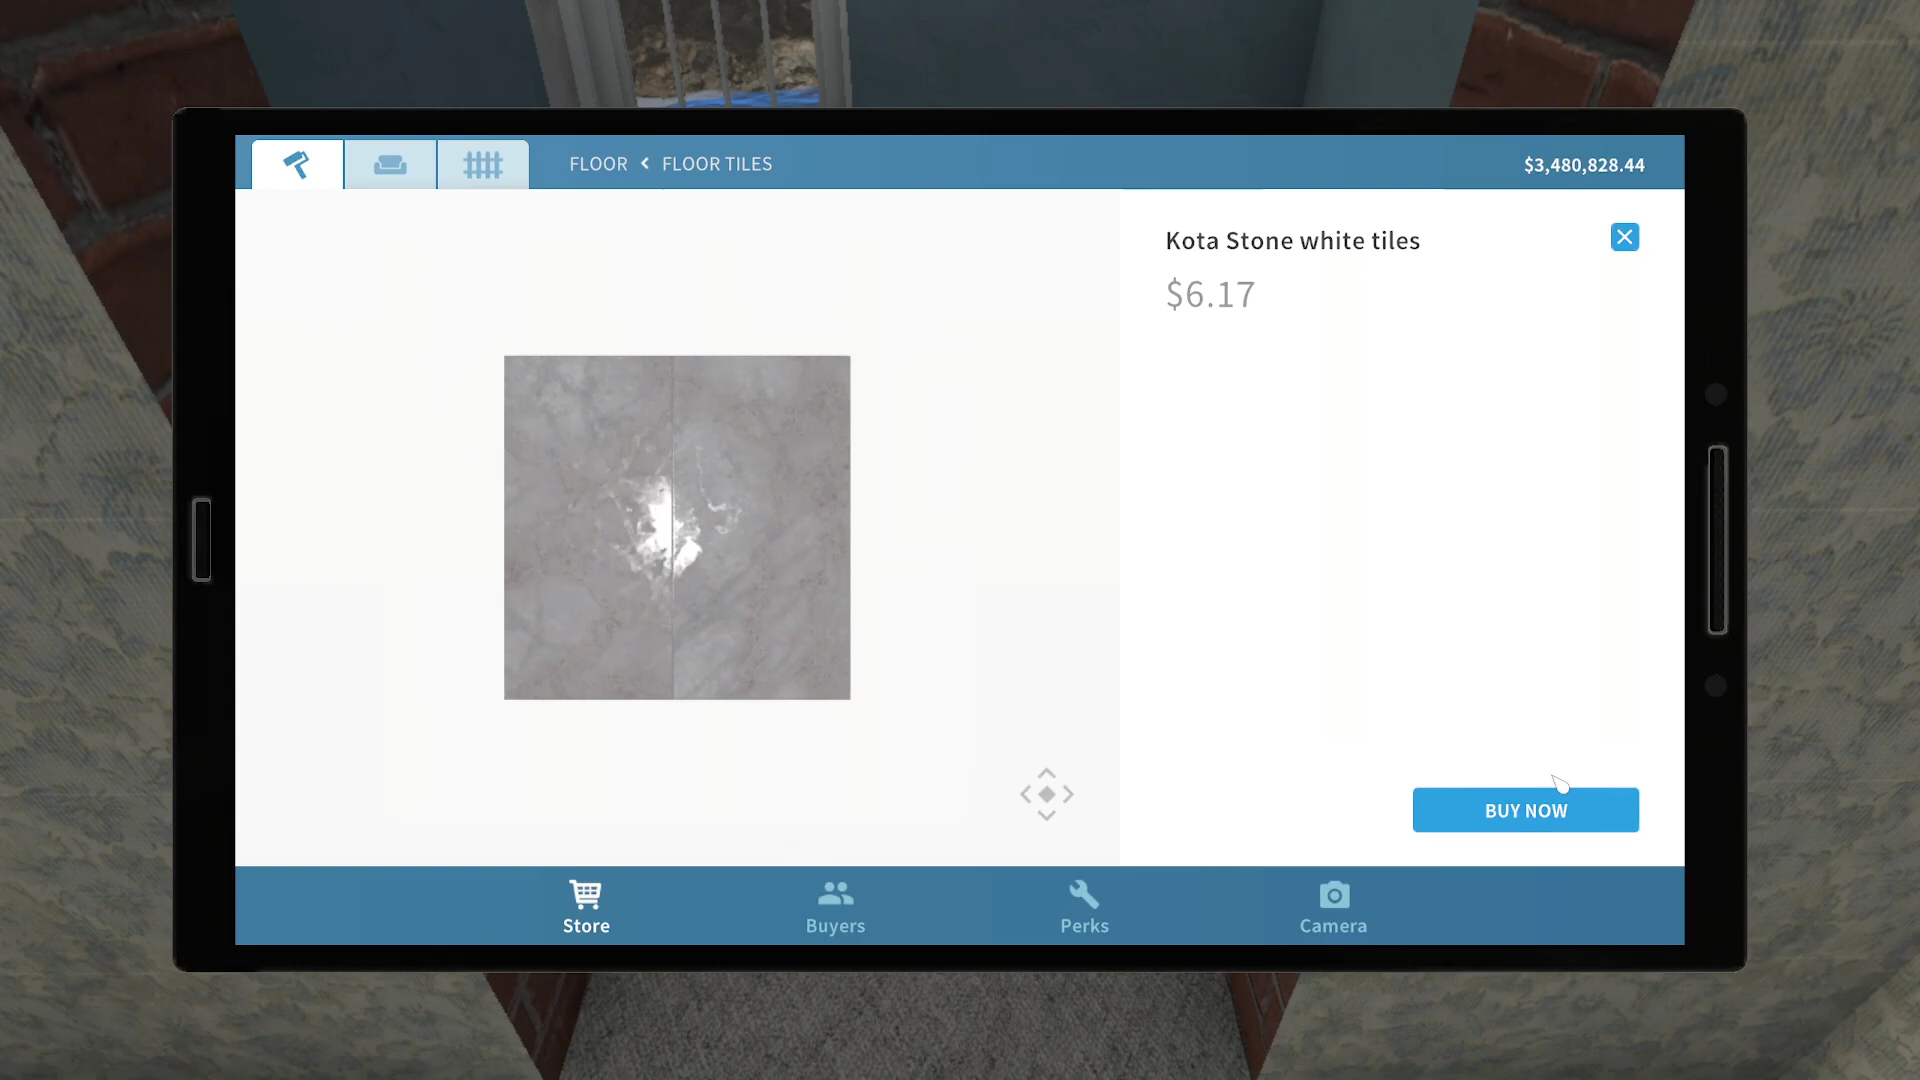 FLOOR < FLOOR TILES
$3,480,828.44
Kota Stone white tiles
$6.17
BUY NOW
Store
Buyers
Perks
Camera